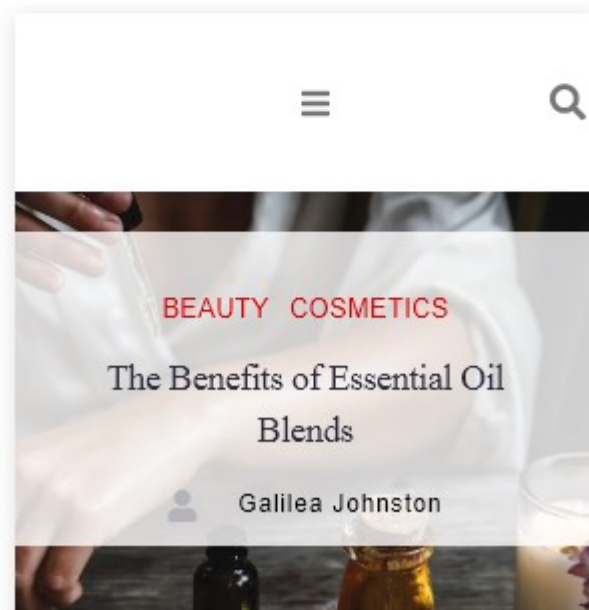 BEAUTY COSMETICS
The Benefits of Essential Oil
Blends
Galilea Johnston